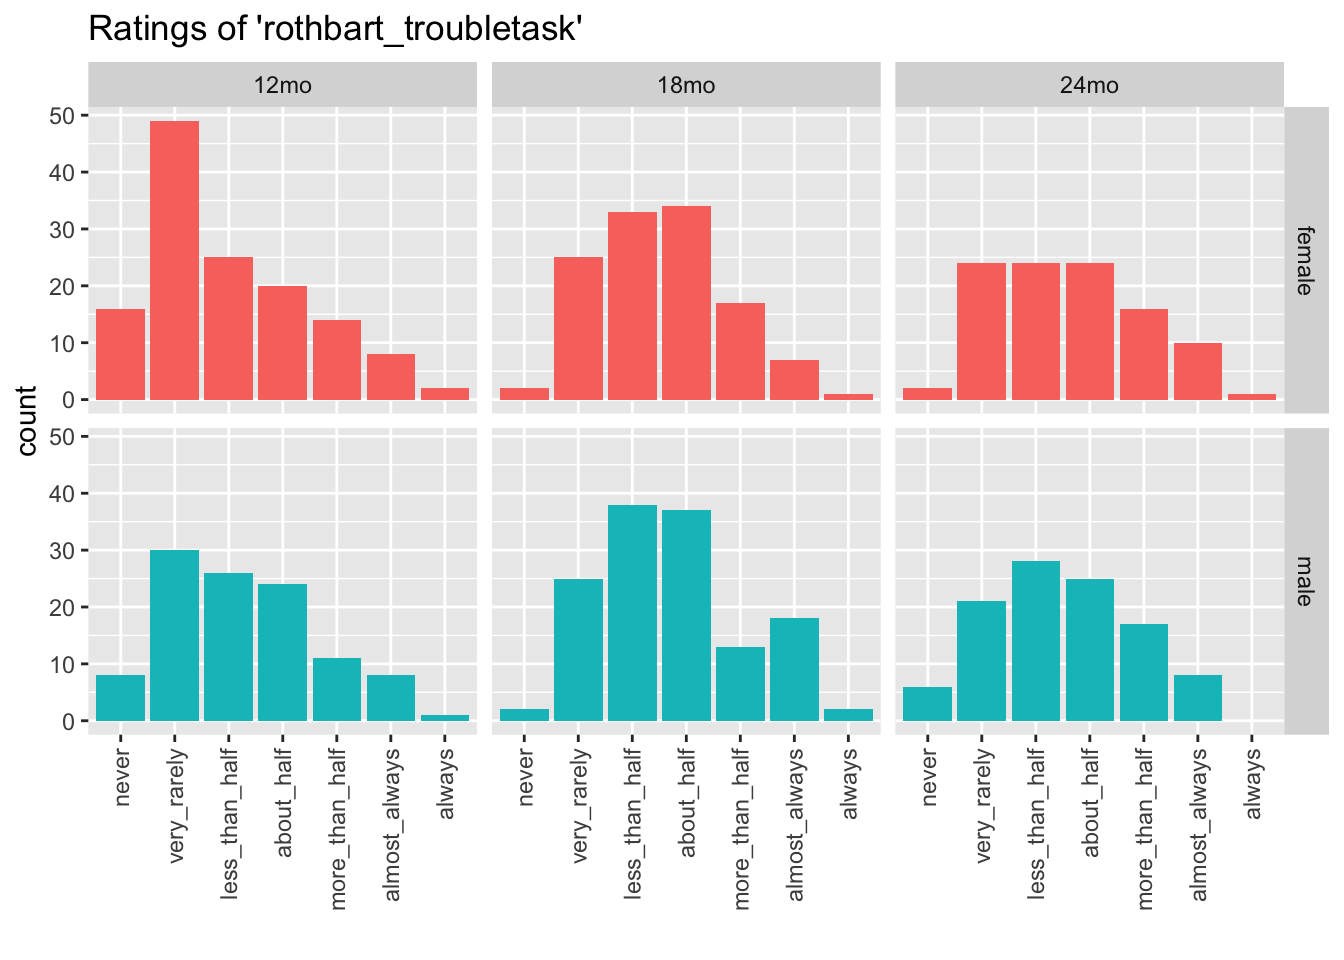 Ratings of 'rothbart_troubletask'
12mo
18mo
24mo
50
40
30
20
10
0
female
count
50
40
30
20
10
0
male
never
very_rarely
less_than_half
about_half
more_than_half
almost_always
always
never
very_rarely
less_than_half
about_half
more_than_half
almost_always
always
never
very_rarely
less_than_half
about_half
more_than_half
almost_always
always